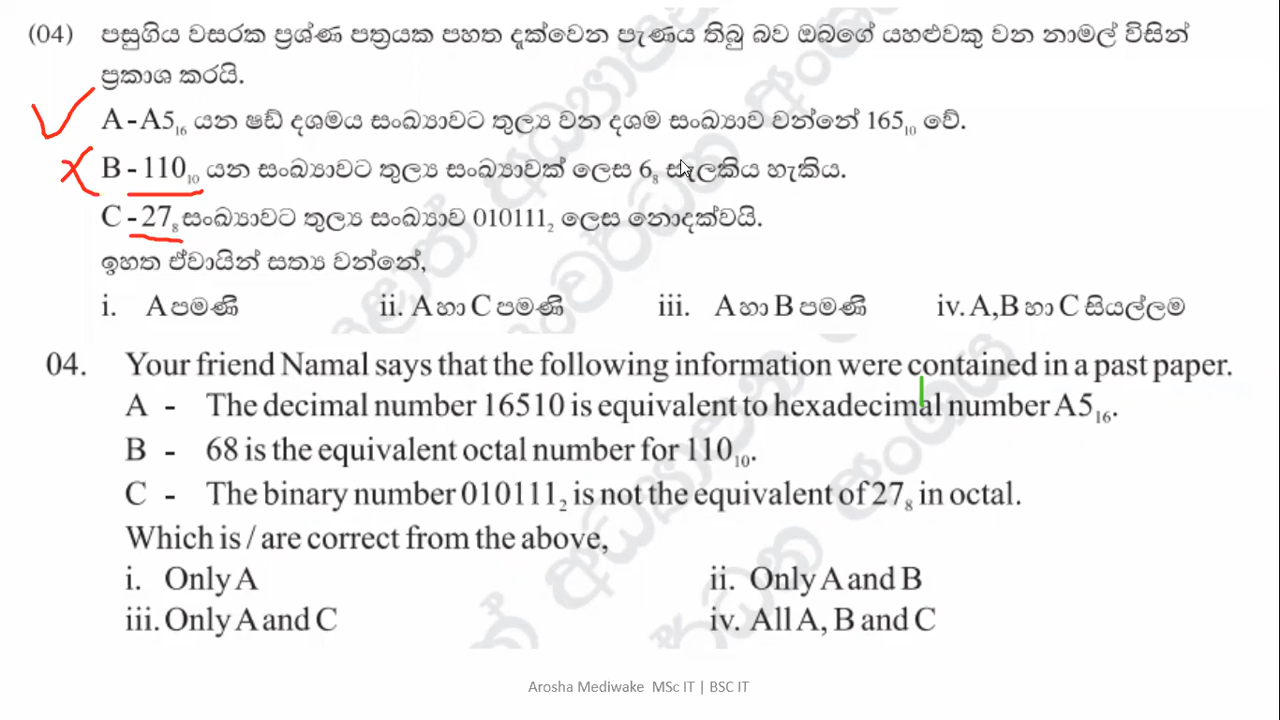 (04) පසුගිය වසරක ප්‍රශ්ණ පත්‍රයක පහත දැක්වෙන පැණය තිබු බව ඔබගේ යහළුවකු වන නාමල් විසින්
ප්‍රකාශ කරයි.
A - A5₁₆ යන ෂඩ් දශමය සංඛ්‍යාවට තුල්‍ය වන දශම සංඛ්‍යාව වන්නේ 165₁₀ වේ.
B - 110₁₀ යන සංඛ්‍යාවට තුල්‍ය සංඛ්‍යාවක් ලෙස 6₈ සැලකිය හැකිය.
C - 27₈ සංඛ්‍යාවට තුල්‍ය සංඛ්‍යාව 010111₂ ලෙස නොදක්වයි.
ඉහත ඒවායින් සත්‍ය වන්නේ,
i. A පමණි ii. A හා C පමණි iii. A හා B පමණි iv. A,B හා C සියල්ලම
04. Your friend Namal says that the following information were contained in a past paper.
A - The decimal number 16510 is equivalent to hexadecimal number A5₁₆.
B - 68 is the equivalent octal number for 110₁₀.
C - The binary number 010111₂ is not the equivalent of 27₈ in octal.
Which is / are correct from the above,
i. Only A ii. Only A and B
iii. Only A and C iv. All A, B and C
Arosha Mediwake MSc IT | BSC IT